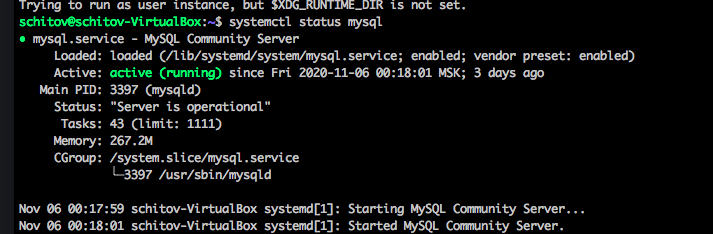 Trying to run as user instance, but $XDG_RUNTIME_DIR is not set.
schitov@schitov-VirtualBox:~$ systemctl status mysql
● mysql.service - MySQL Community Server
Loaded: loaded (/lib/systemd/system/mysql.service; enabled; vendor preset: enabled)
Active: active (running) since Fri 2020-11-06 00:18:01 MSK; 3 days ago
Main PID: 3397 (mysqld)
Status: "Server is operational"
Tasks: 43 (limit: 1111)
Memory: 267.2M
CGroup: /system.slice/mysql.service
└─3397 /usr/sbin/mysqld
Nov 06 00:17:59 schitov-VirtualBox systemd[1]: Starting MySQL Community Server...
Nov 06 00:18:01 schitov-VirtualBox systemd[1]: Started MySQL Community Server.